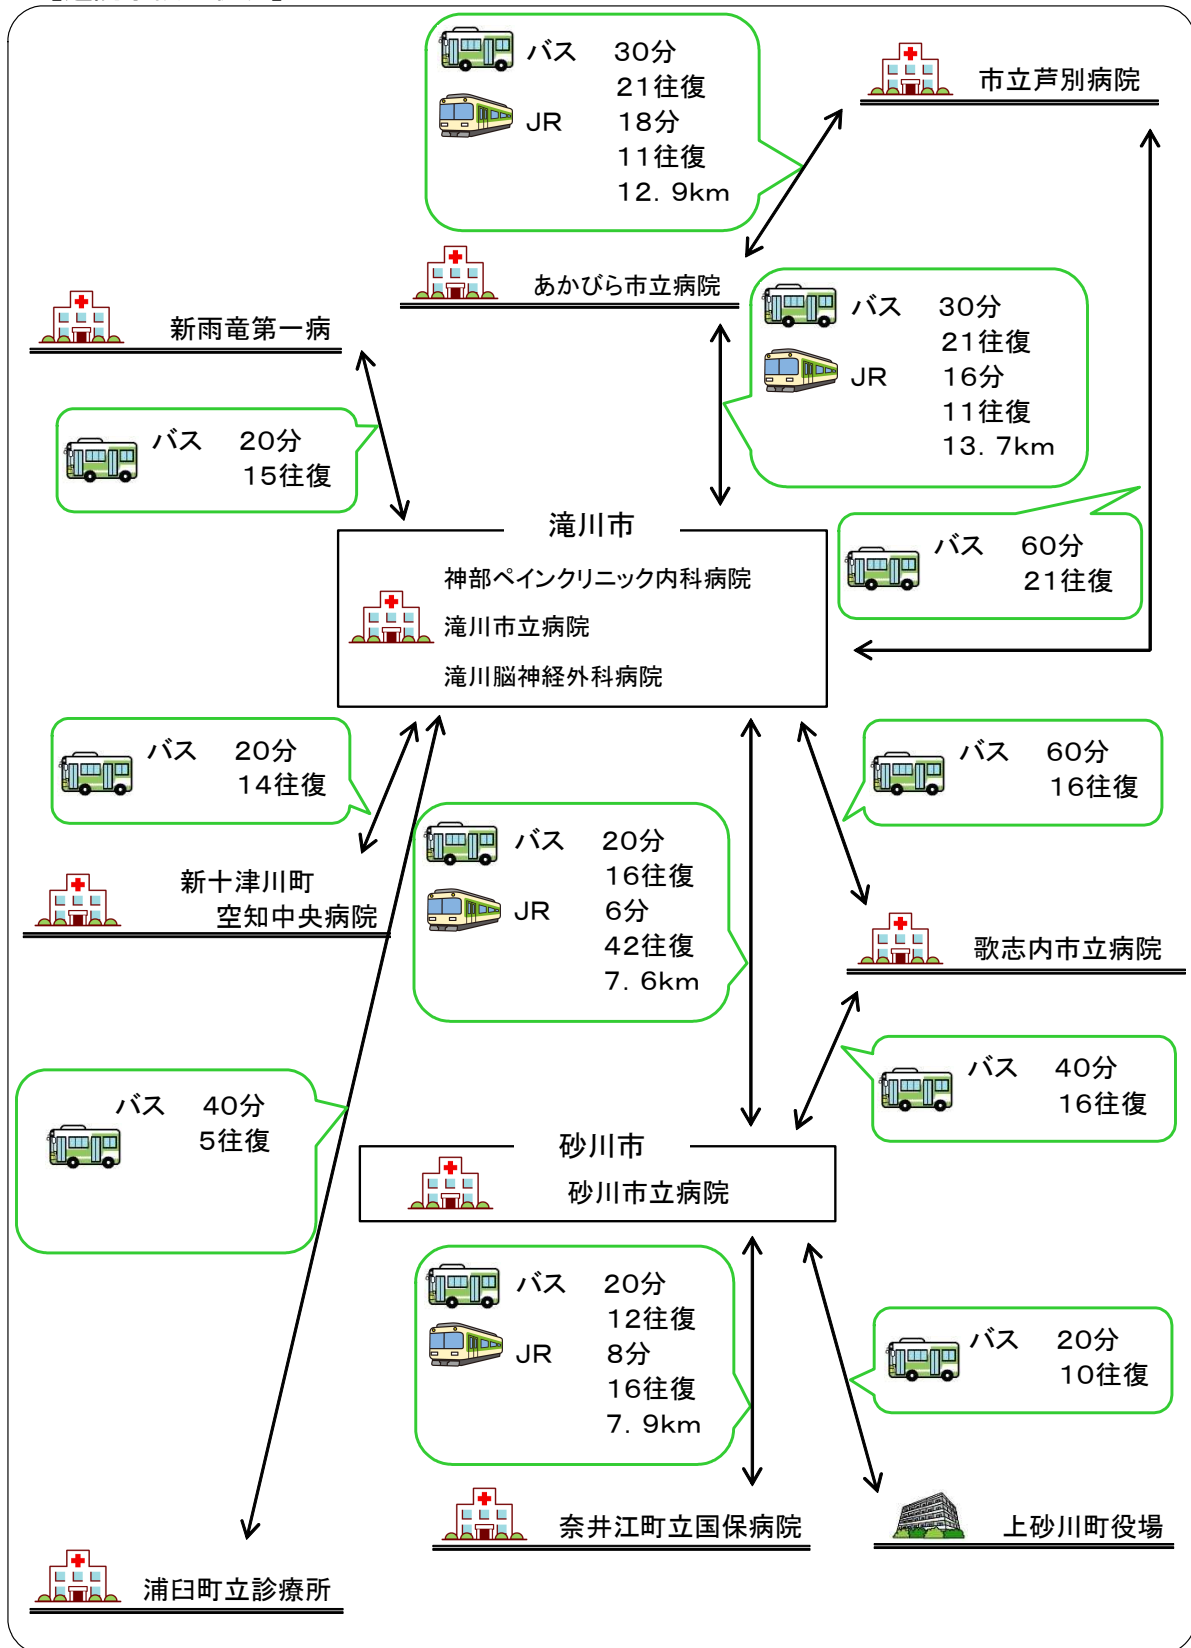 バス 30分
21往復
JR 18分
11往復
12.9km
市立芦別病院
あかびら市立病院
バス 30分
21往復
JR 16分
11往復
13.7km
新雨竜第一病
バス 20分
15往復
滝川市
神部ペインクリニック内科病院
滝川市立病院
滝川脳神経外科病院
バス 60分
21往復
バス 20分
14往復
バス 60分
16往復
バス 20分
16往復
JR 6分
42往復
7.6km
新十津川町
空知中央病院
歌志内市立病院
バス 40分
16往復
バス 40分
5往復
砂川市
砂川市立病院
バス 20分
12往復
JR 8分
16往復
7.9km
バス 20分
10往復
奈井江町立国保病院
上砂川町役場
浦臼町立診療所